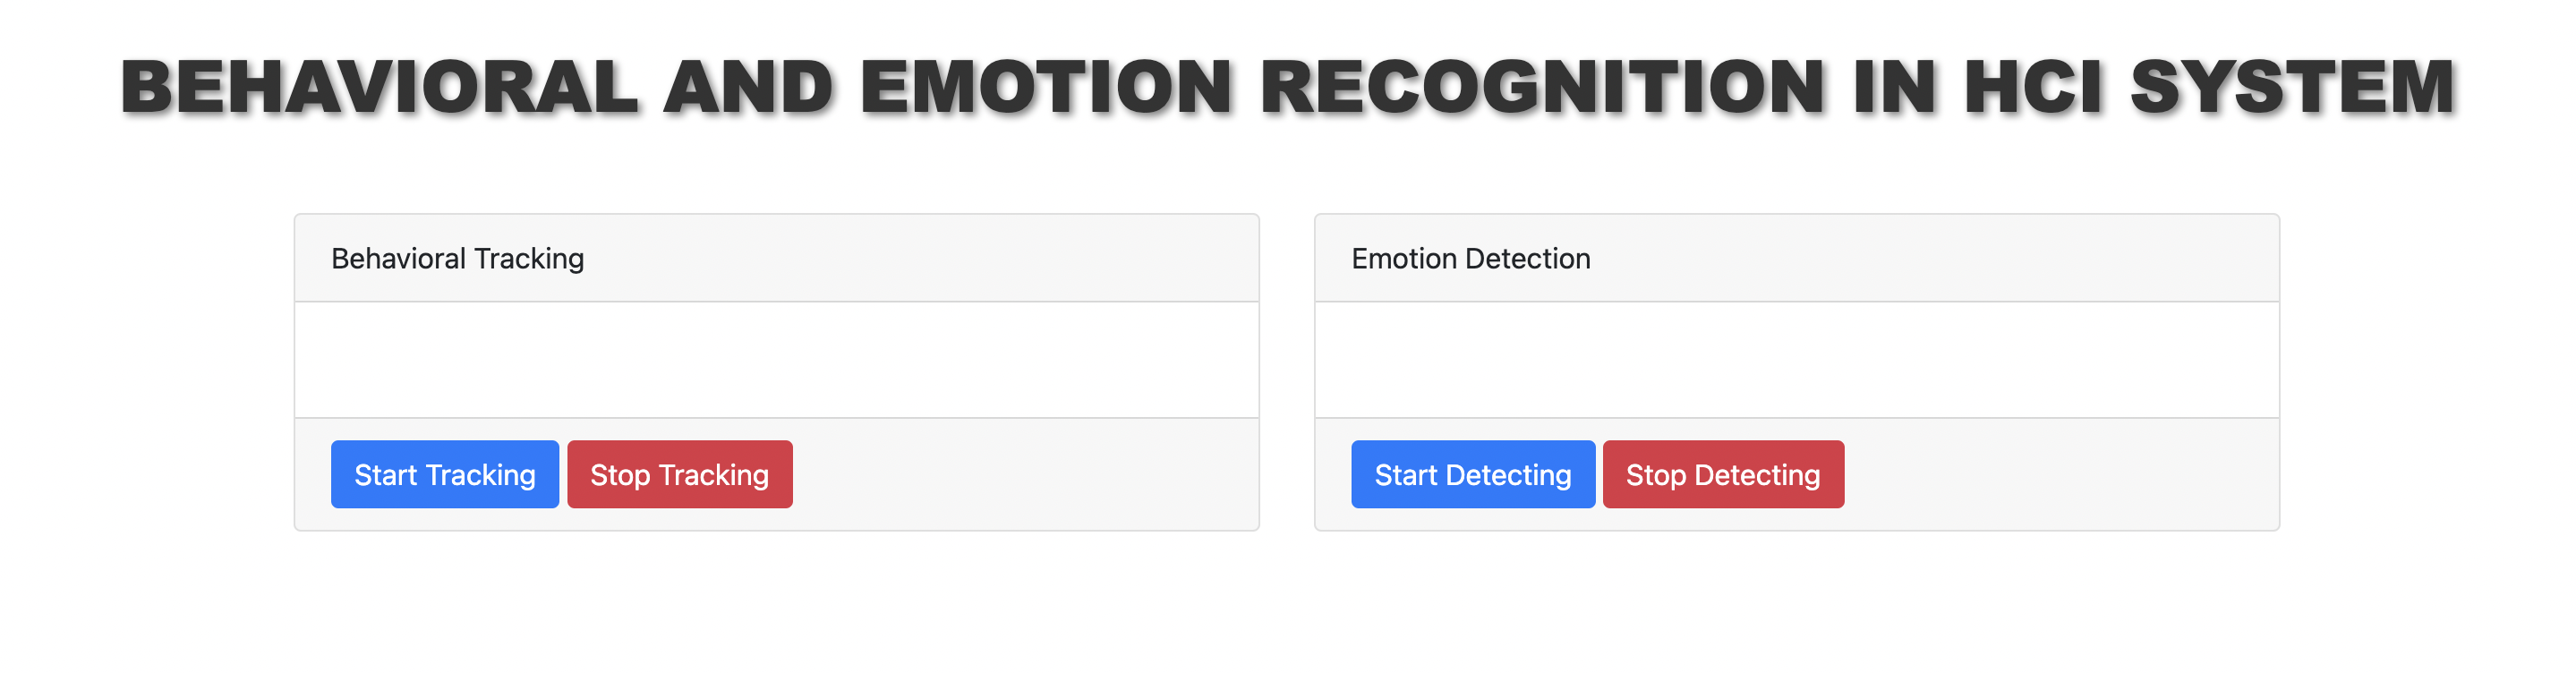 BEHAVIORAL AND EMOTION RECOGNITION IN HCI SYSTEM
Behavioral Tracking
Start Tracking Stop Tracking
Emotion Detection
Start Detecting Stop Detecting